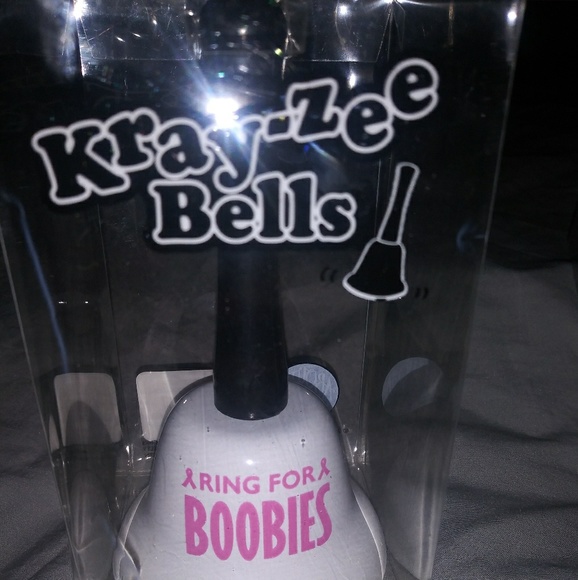 Kray-Zee
Bells
RING FOR
BOOBIES